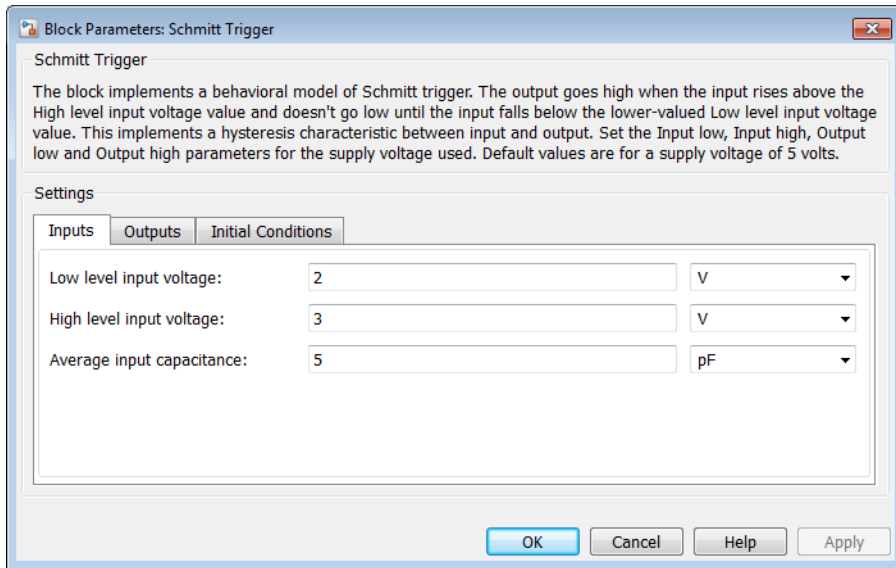 Block Parameters: Schmitt Trigger
Schmitt Trigger
The block implements a behavioral model of Schmitt trigger. The output goes high when the input rises above the
High level input voltage value and doesn't go low until the input falls below the lower-valued Low level input voltage
value. This implements a hysteresis characteristic between input and output. Set the Input low, Input high, Output
low and Output high parameters for the supply voltage used. Default values are for a supply voltage of 5 volts.
Settings
Inputs Outputs Initial Conditions
Low level input voltage: 2 V
High level input voltage: 3 V
Average input capacitance: 5 pF
OK Cancel Help Apply